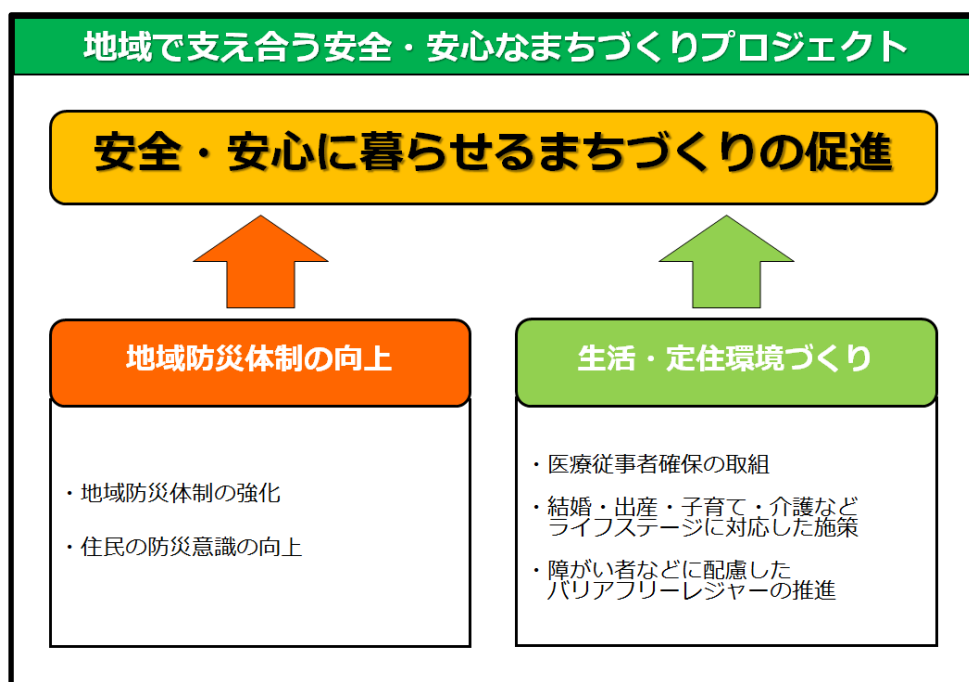 地域で支え合う安全・安心なまちづくりプロジェクト
安全・安心に暮らせるまちづくりの促進
地域防災体制の向上
・地域防災体制の強化
・住民の防災意識の向上
生活・定住環境づくり
・医療従事者確保の取組
・結婚・出産・子育て・介護など
ライフステージに対応した施策
・障がい者などに配慮した
バリアフリーレジャーの推進